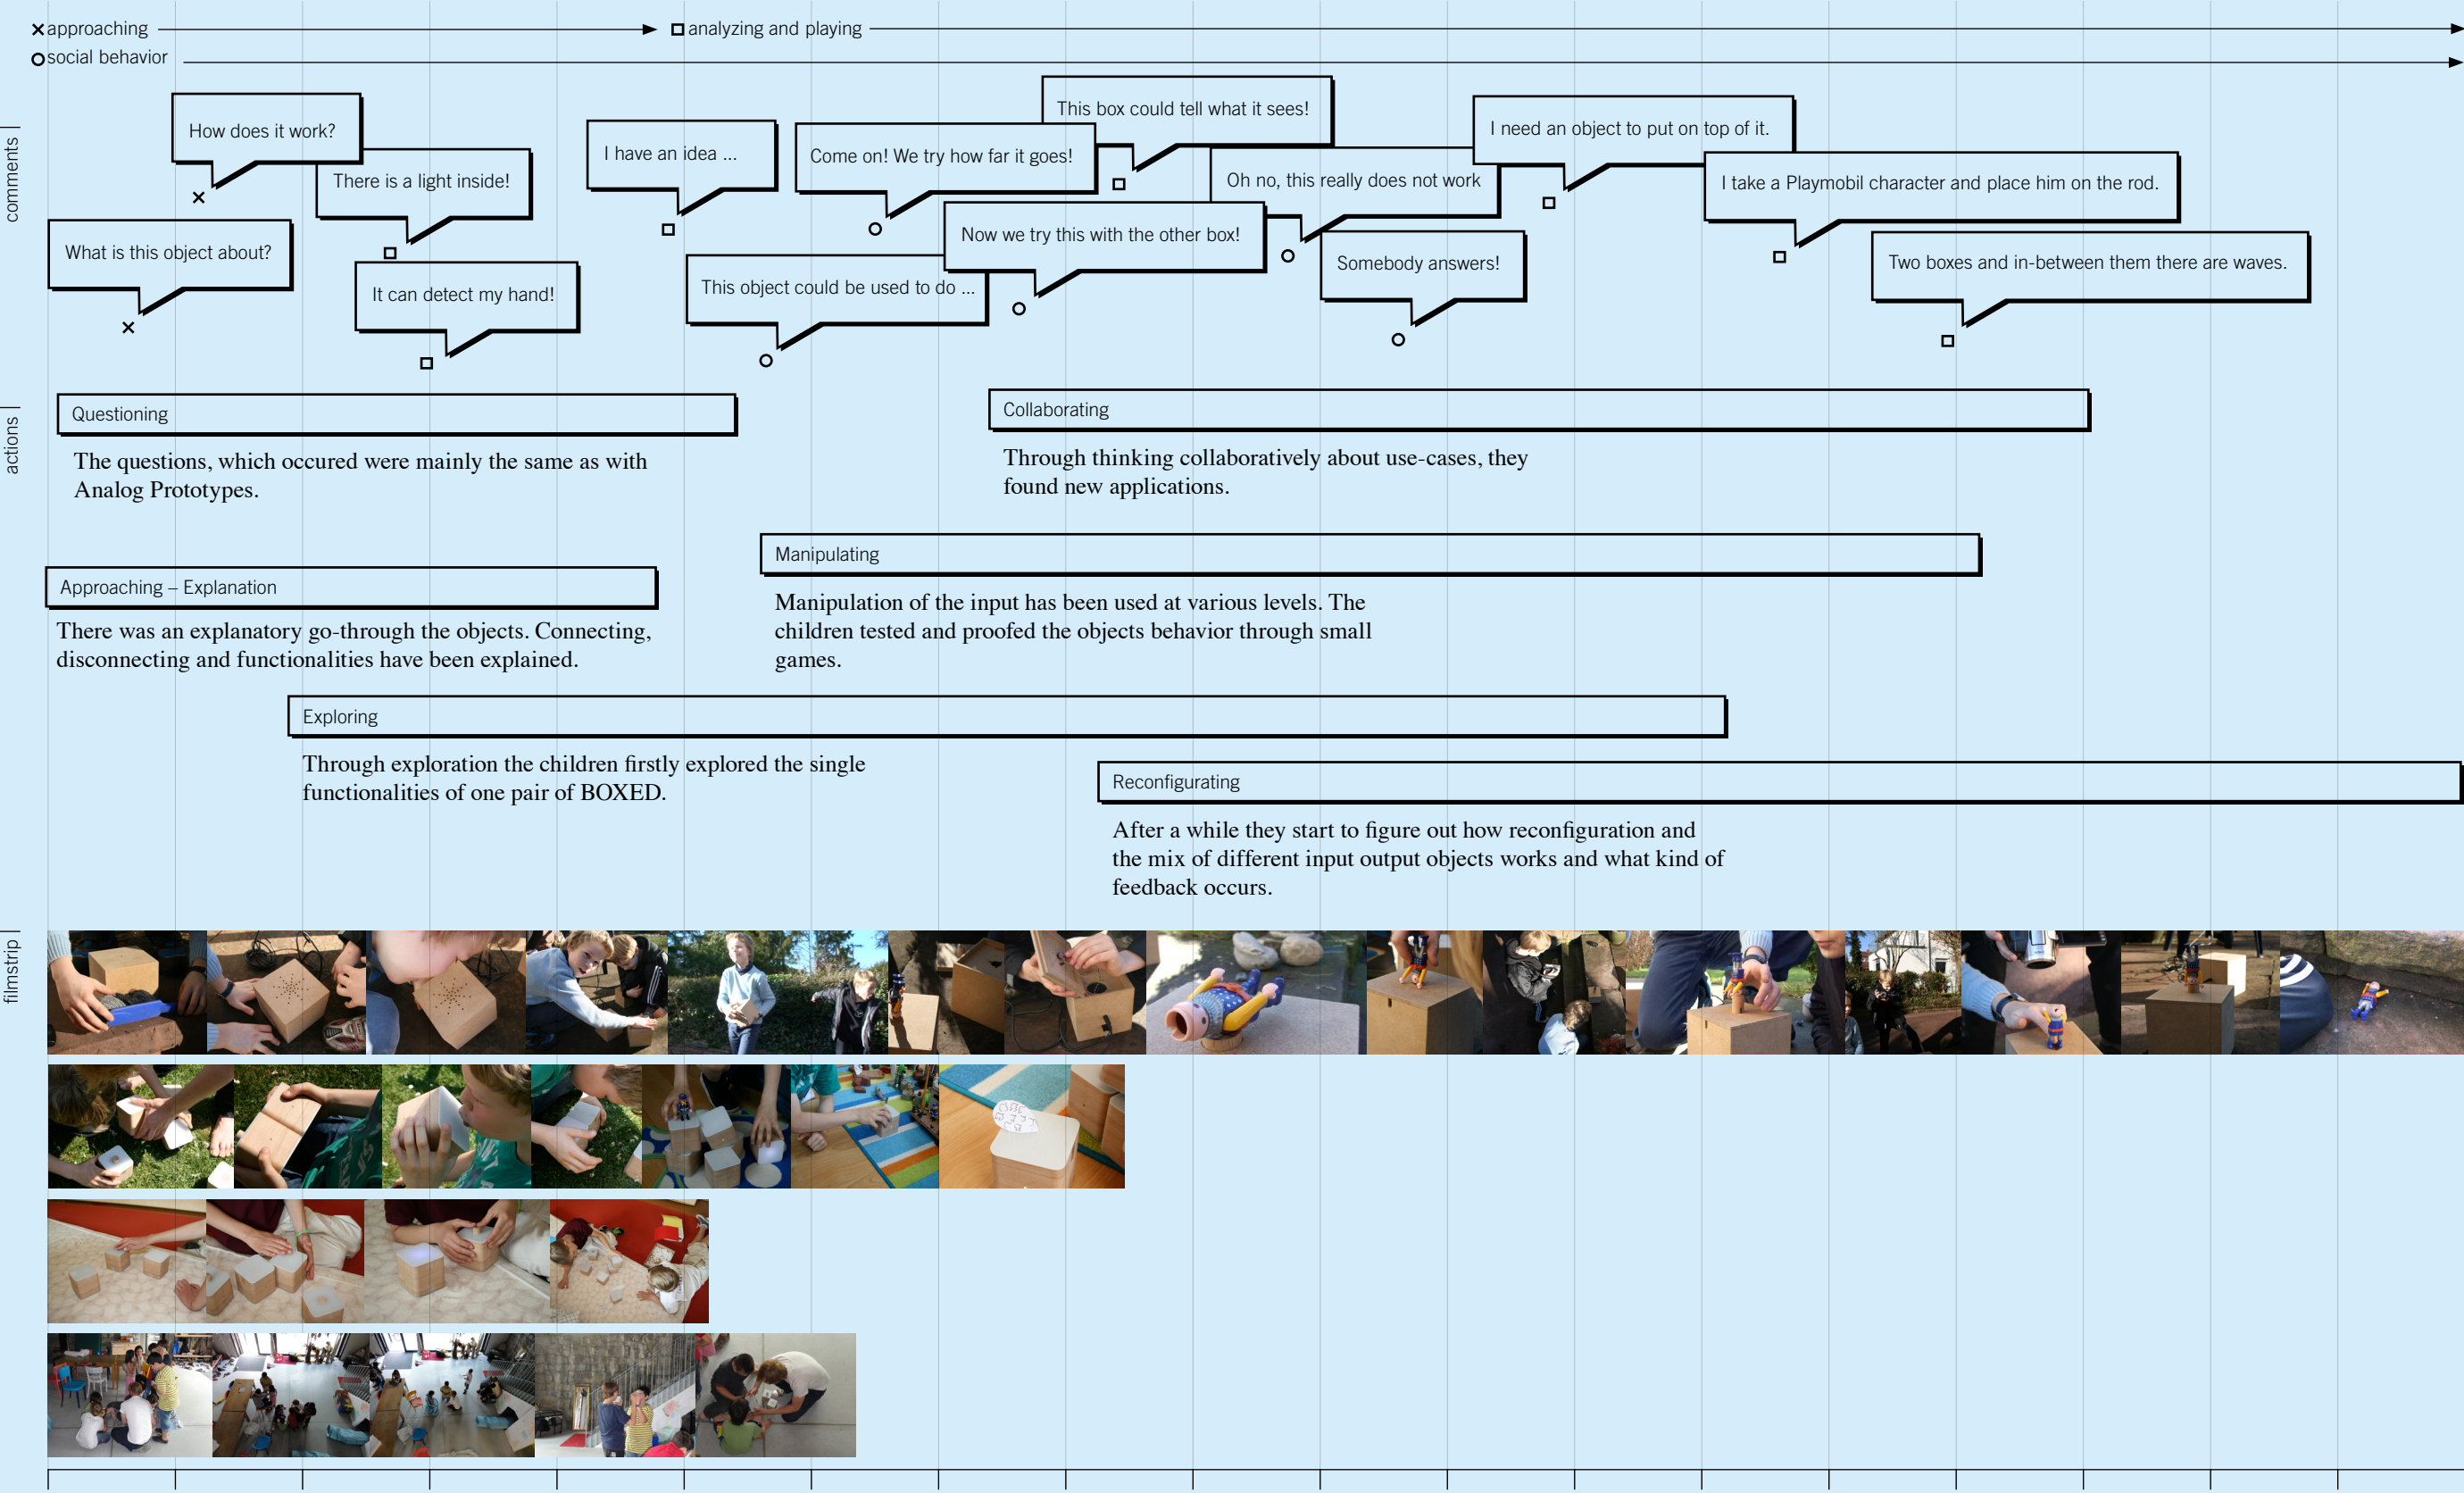 approaching
analyzing and playing
social behavior
comments
This box could tell what it sees!
How does it work?
I need an object to put on top of it.
I have an idea ...
Come on! We try how far it goes!
There is a light inside!
Oh no, this really does not work
I take a Playmobil character and place him on the rod.
Now we try this with the other box!
What is this object about?
Somebody answers!
Two boxes and in-between them there are waves.
It can detect my hand!
This object could be used to do ...
actions
Questioning
The questions, which occured were mainly the same as with
Analog Prototypes.
Collaborating
Through thinking collaboratively about use-cases, they
found new applications.
Manipulating
Manipulation of the input has been used at various levels. The
children tested and proofed the objects behavior through small
games.
Approaching – Explanation
There was an explanatory go-through the objects. Connecting,
disconnecting and functionalities have been explained.
Exploring
Through exploration the children firstly explored the single
functionalities of one pair of BOXED.
Reconfigurating
After a while they start to figure out how reconfiguration and
the mix of different input output objects works and what kind of
feedback occurs.
filmstrip